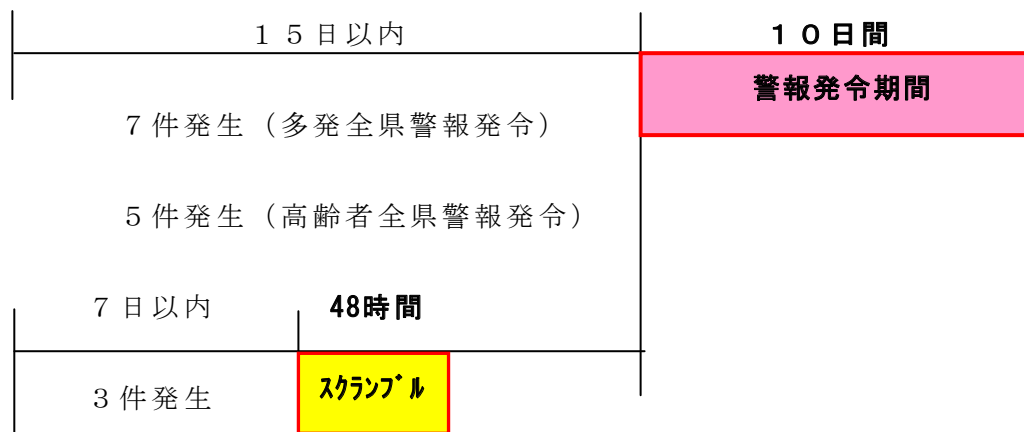 １５日以内 １０日間
警報発令期間
７件発生（多発全県警報発令）
５件発生（高齢者全県警報発令）
７日以内 48時間
３件発生 ｽｸﾗﾝﾌﾞﾙ